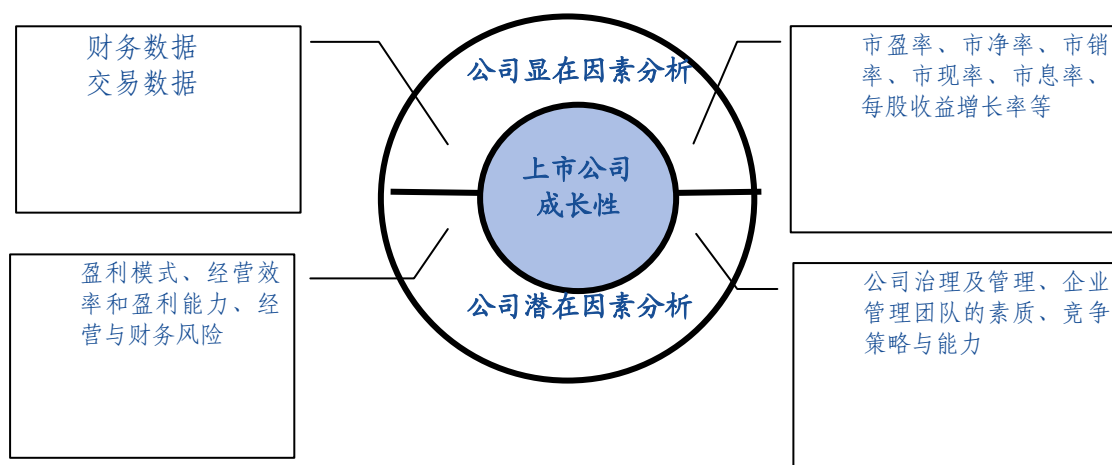 财务数据
交易数据
公司显在因素分析
市盈率、市净率、市销
率、市现率、市息率、
每股收益增长率等
上市公司
成长性
盈利模式、经营效
率和盈利能力、经
营与财务风险
公司潜在因素分析
公司治理及管理、企业
管理团队的素质、竞争
策略与能力